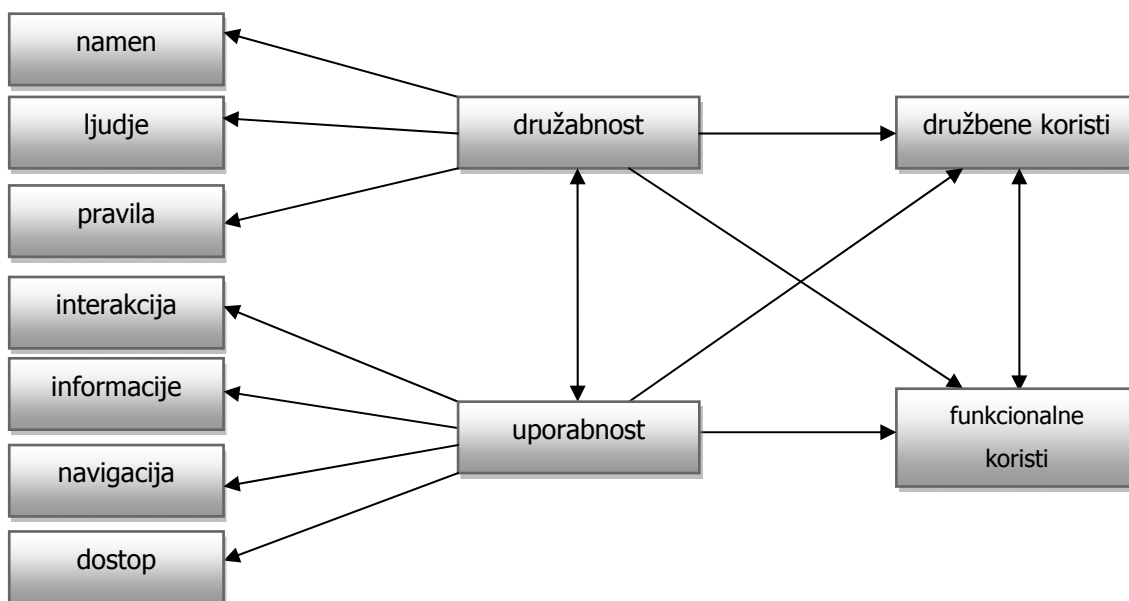 namen
ljudje
pravila
interakcija
informacije
navigacija
dostop
družabnost
uporabnost
družbene koristi
funkcionalne
koristi